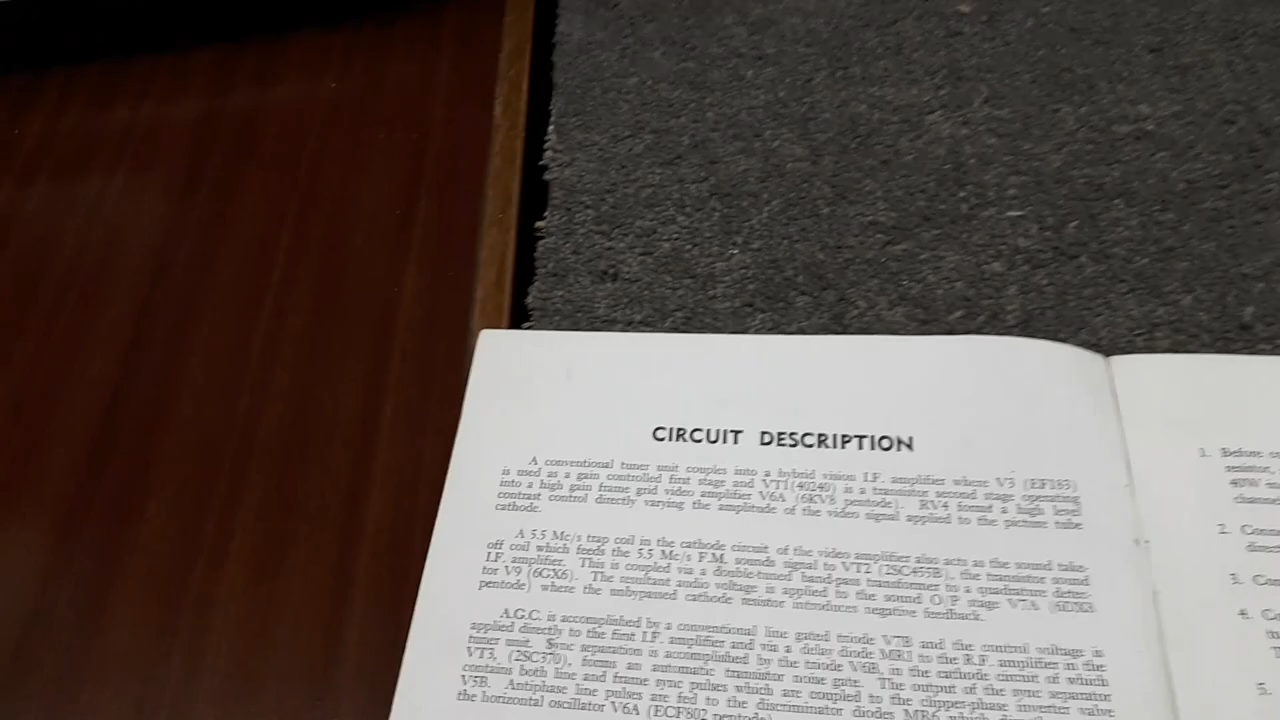 CIRCUIT DESCRIPTION
A conventional tuner unit couples into a hybrid vision I.F. amplifier where V3 (EF183)
is used as a gain controlled first stage and VT1(40240) is a transistor second stage operating
into a high gain frame grid video amplifier V6A (6KV8 pentode). RV4 forms a high level
contrast control directly varying the amplitude of the video signal applied to the picture tube
cathode.
A 5.5 Mc/s trap coil in the cathode circuit of the video amplifier also acts as the sound take-
off coil which feeds the 5.5 Mc/s F.M. sounds signal to VT2 (2SC455B), the transistor sound
I.F. amplifier. This is coupled via a double-tuned band-pass transformer to a quadrature detec-
tor V9 (6GX6). The resultant audio voltage is applied to the sound O/P stage V7A
pentode) where the unbypassed cathode resistor introduces negative feedback.
A.G.C. is accomplished by a conventional line gated triode V7B and the control voltage is
applied directly to the first I.F. amplifier and via a delay diode MR1 to the R.F. amplifier in the
tuner unit. Sync separation is accomplished by the triode V6B, in the cathode circuit of which
VT3, (2SC370), forms an automatic transistor noise gate. The output of the sync separator
contains both line and frame sync pulses which are coupled to the clipper-phase inverter valve
V5B. Antiphase line pulses are fed to the discriminator diodes MR6 which
the horizontal oscillator V6A (ECF802 pentode)
1. Before
resistor,
40W
2.
3.
4.
5.